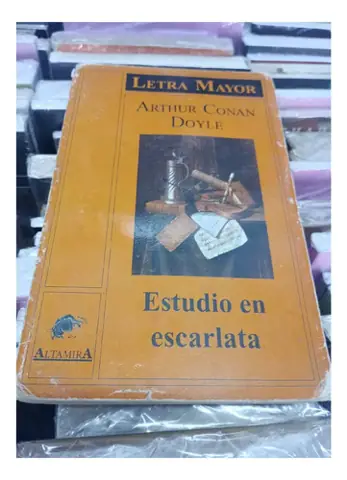 LETRA MAYOR
ARTHUR CONAN
DOYLE
Estudio en
escarlata
ALTAMIRA